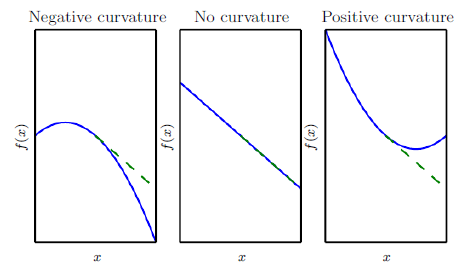 Negative curvature
No curvature
Positive curvature
f(x)
f(x)
f(x)
x
x
x